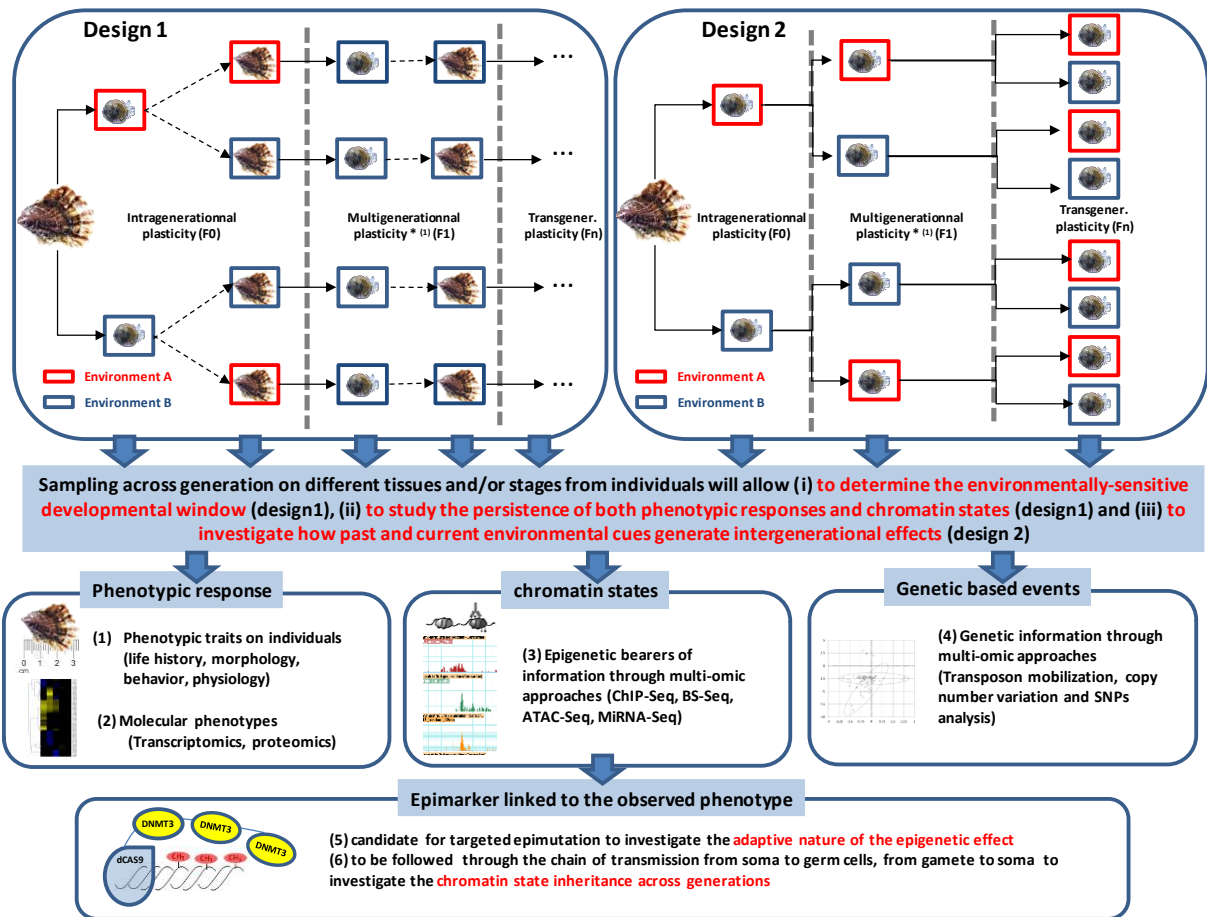 Design 1
Intragenerationnal
plasticity (F0)
Multigenerationnal
plasticity * (1) (F1)
Transgener.
plasticity (Fn)
...
...
...
...
Environment A
Environment B
Design 2
Intragenerationnal
plasticity (F0)
Multigenerationnal
plasticity * (1) (F1)
Transgener.
plasticity (Fn)
Environment A
Environment B
Sampling across generation on different tissues and/or stages from individuals will allow (i) to determine the environmentally-sensitive
developmental window (design1), (ii) to study the persistence of both phenotypic responses and chromatin states (design1) and (iii) to
investigate how past and current environmental cues generate intergenerational effects (design 2)
Phenotypic response
0 1 2 3
cm
(1) Phenotypic traits on individuals
(life history, morphology,
behavior, physiology)
(2) Molecular phenotypes
(Transcriptomics, proteomics)
chromatin states
(3) Epigenetic bearers of
information through multi-omic
approaches (ChIP-Seq, BS-Seq,
ATAC-Seq, MiRNA-Seq)
Genetic based events
(4) Genetic information through
multi-omic approaches
(Transposon mobilization, copy
number variation and SNPs
analysis)
Epimarker linked to the observed phenotype
DNMT3
DNMT3
DNMT3
dCAS9
CH3
CH3
CH3
(5) candidate for targeted epimutation to investigate the adaptive nature of the epigenetic effect
(6) to be followed through the chain of transmission from soma to germ cells, from gamete to soma to
investigate the chromatin state inheritance across generations